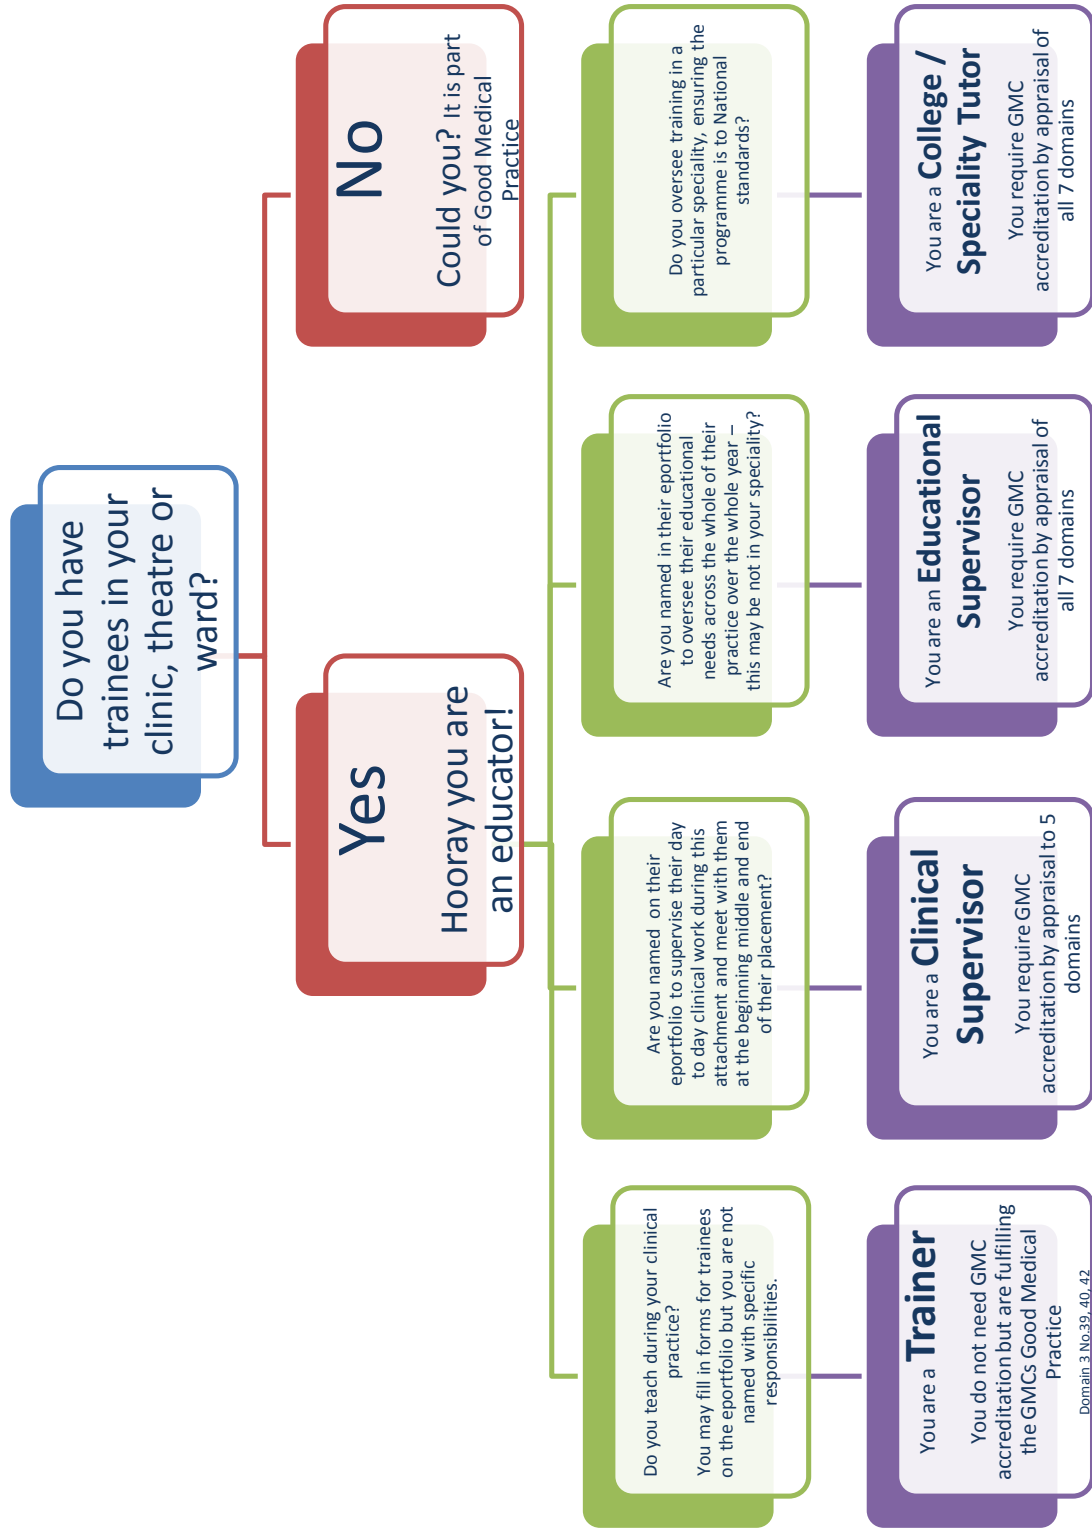 Do you have
trainees in your
clinic, theatre or
ward?
Yes
Hooray you are
an educator!
No
Could you? It is part
of Good Medical
Practice
Do you teach during your clinical
practice?
You may fill in forms for trainees
on the eportfolio but you are not
named with specific
responsibilities.
Are you named on their
eportfolio to supervise their day
to day clinical work during this
attachment and meet with them
at the beginning middle and end
of their placement?
Are you named in their eportfolio
to oversee their educational
needs across the whole of their
practice over the whole year –
this may be not in your speciality?
Do you oversee training in a
particular speciality, ensuring the
programme is to National
standards?
You are a Trainer
You do not need GMC
accreditation but are fulfilling
the GMCs Good Medical
Practice
Domain 3 No.39, 40, 42
You are a Clinical
Supervisor
You require GMC
accreditation by appraisal to 5
domains
You are an Educational
Supervisor
You require GMC
accreditation by appraisal of
all 7 domains
You are a College /
Speciality Tutor
You require GMC
accreditation by appraisal of
all 7 domains